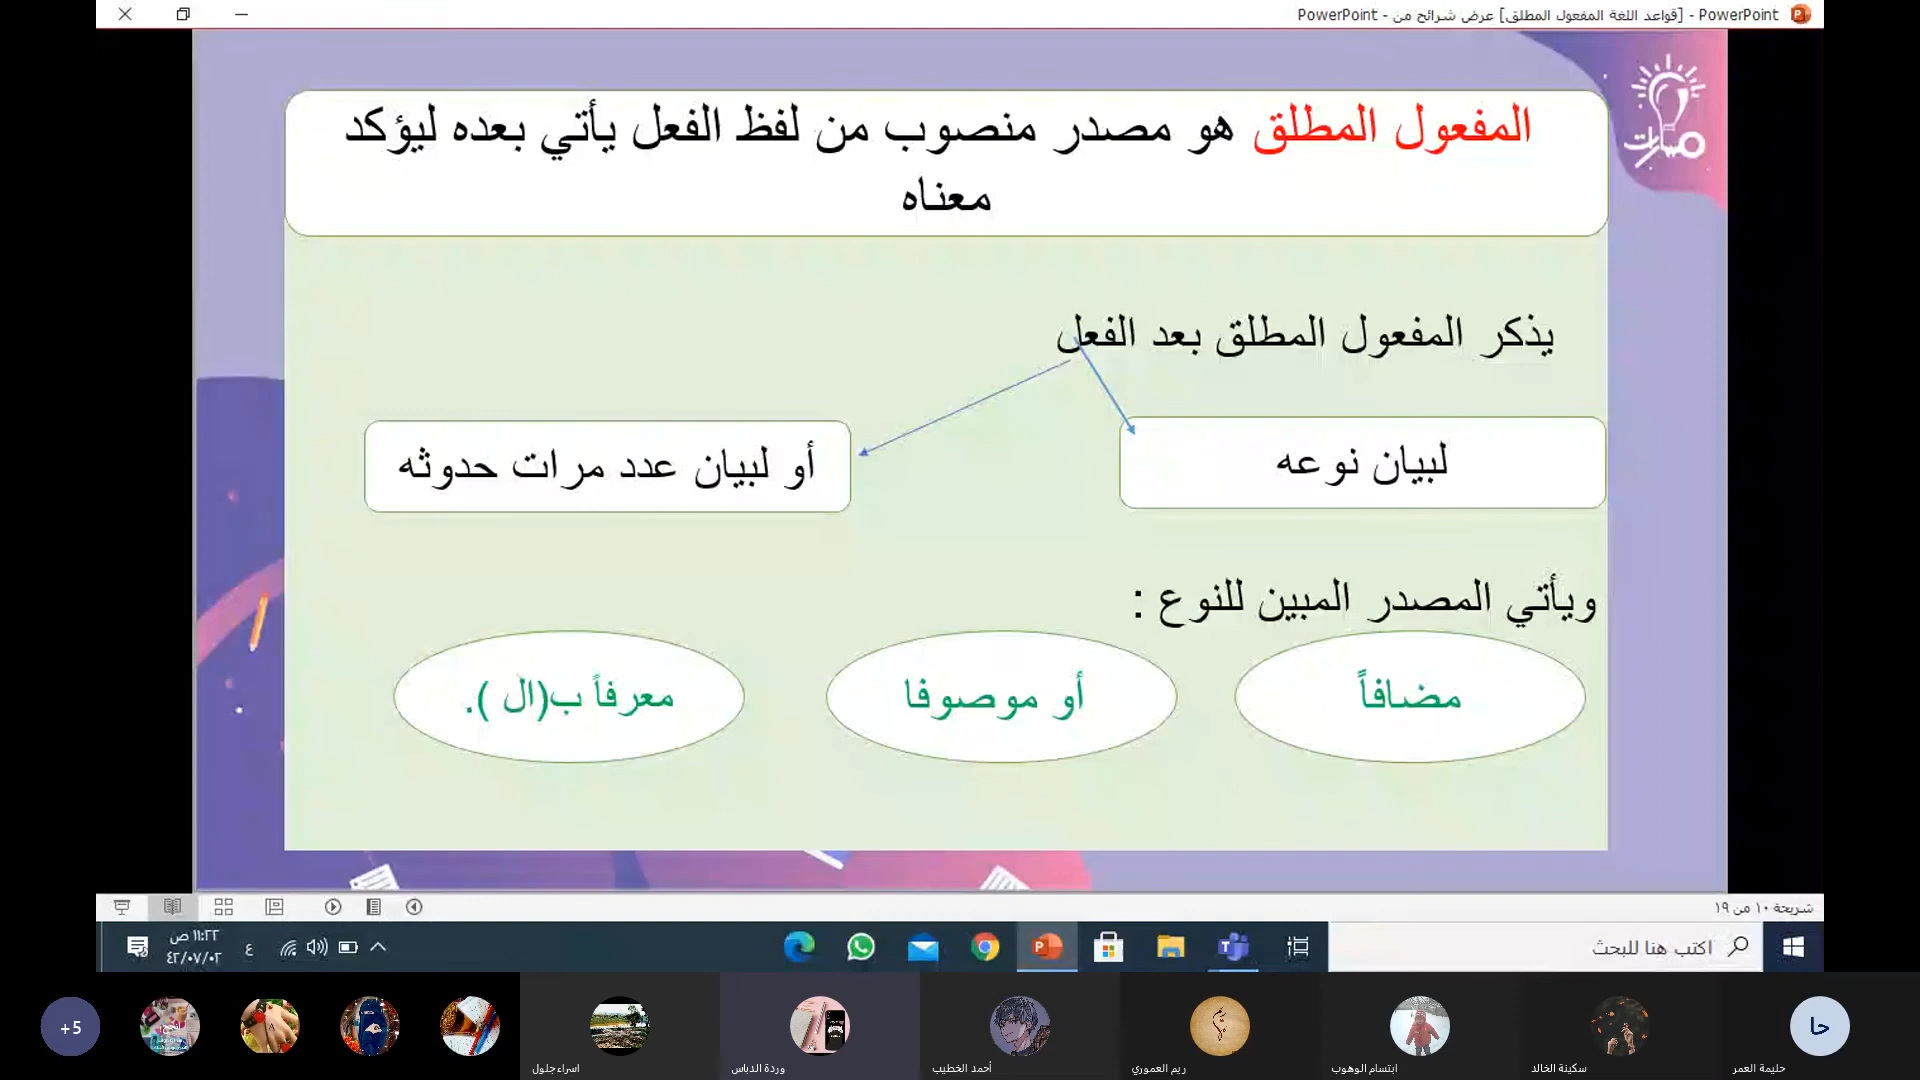 PowerPoint - [قواعد اللغة المفعول المطلق] عرض شرائح من - PowerPoint
مسارات
المفعول المطلق هو مصدر منصوب من لفظ الفعل يأتي بعده ليؤكد
معناه
يذكر المفعول المطلق بعد الفعل
لبيان نوعه
أو لبيان عدد مرات حدوثه
ويأتي المصدر المبين للنوع :
مضافاً
أو موصوفا
معرفاً ب(ال ).
شريحة ١٠ من ١٩
اكتب هنا للبحث
ع
١١:٢٢ ص
٤٢/٠٧/٠٢
حا
حليمة العمر
سكينة الخالد
ابتسام الوهوب
ريم العموري
أحمد الخطيب
وردة الدباس
اسراء جلول
+5